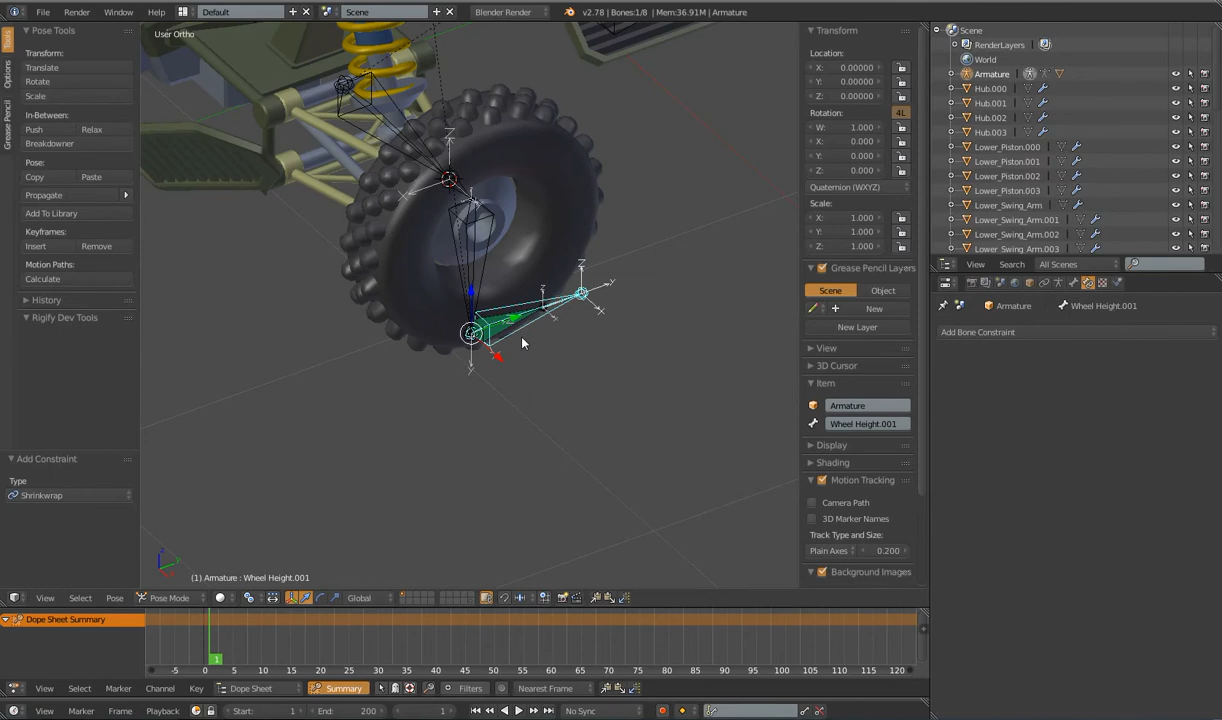 File Render Window Help Default Scene Blender Render v2.78 | Bones:1/8 | Mem:36.91M | Armature
Tools
Options
Grease Pencil
Pose Tools
Transform:
Translate
Rotate
Scale
In-Between:
Push Relax
Breakdowner
Pose:
Copy Paste
Propagate
Add To Library
Keyframes:
Insert Remove
Motion Paths:
Calculate
History
Rigify Dev Tools
Add Constraint
Type
Shrinkwrap
User Ortho
(1) Armature : Wheel Height.001
Transform
Location:
X: 0.00000
Y: 0.00000
Z: 0.00000
Rotation: 4L
W: 1.000
X: 0.000
Y: 0.000
Z: 0.000
Quaternion (WXYZ)
Scale:
X: 1.000
Y: 1.000
Z: 1.000
Grease Pencil Layers
Scene Object
New
New Layer
View
3D Cursor
Item
Armature
Wheel Height.001
Display
Shading
Motion Tracking
Camera Path
3D Marker Names
Track Type and Size:
Plain Axes 0.200
Background Images
Scene
RenderLayers
World
Armature
Hub.000
Hub.001
Hub.002
Hub.003
Lower_Piston.000
Lower_Piston.001
Lower_Piston.002
Lower_Piston.003
Lower_Swing_Arm
Lower_Swing_Arm.001
Lower_Swing_Arm.002
Lower_Swing_Arm.003
View Search All Scenes
Armature Wheel Height.001
Add Bone Constraint
View Select Pose Pose Mode Global
Dope Sheet Summary
1
-5 0 5 10 15 20 25 30 35 40 45 50 55 60 65 70 75 80 85 90 95 100 105 110 115 120
View Select Marker Channel Key Dope Sheet Summary Filters Nearest Frame
View Marker Frame Playback Start: 1 End: 200 1 No Sync